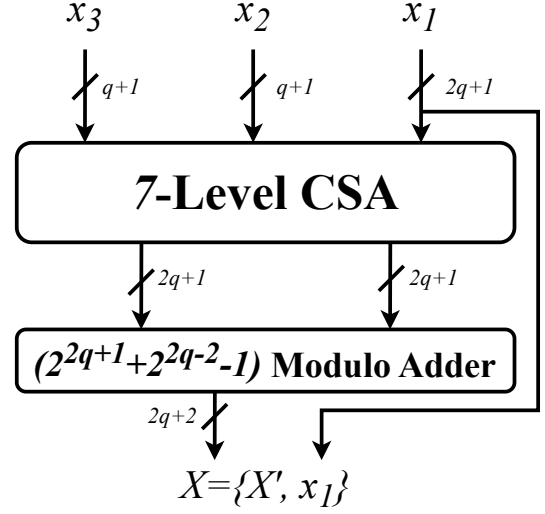 x₃ x₂ x₁
q+1 q+1 2q+1
7-Level CSA
2q+1 2q+1
(2^{2q+1}+2^{2q-2}-1) Modulo Adder
2q+2
X={X′, x₁}